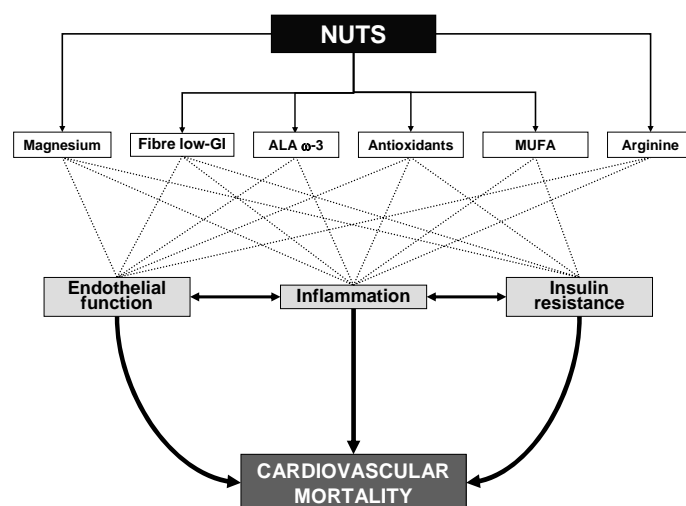 NUTS
Magnesium
Fibre low-GI
ALA ω-3
Antioxidants
MUFA
Arginine
Endothelial
function
Inflammation
Insulin
resistance
CARDIOVASCULAR
MORTALITY